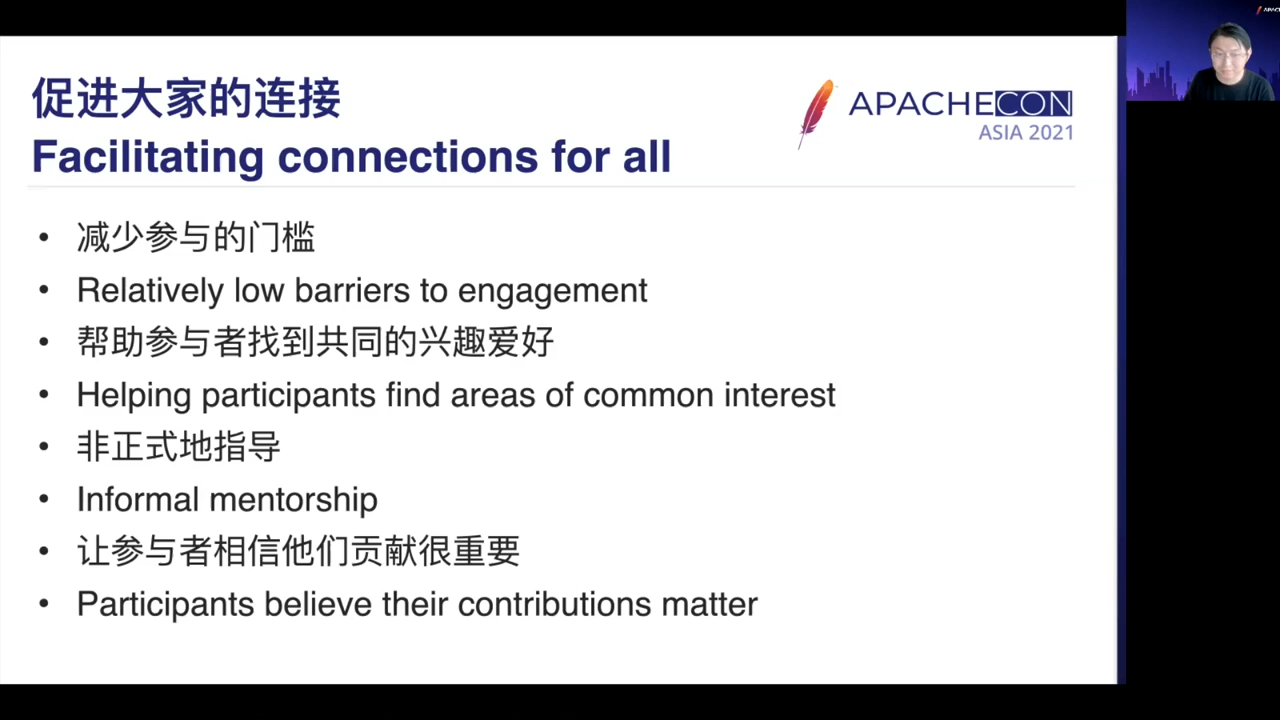 促进大家的连接
Facilitating connections for all
APACHECON
ASIA 2021
• 减少参与的门槛
• Relatively low barriers to engagement
• 帮助参与者找到共同的兴趣爱好
• Helping participants find areas of common interest
• 非正式地指导
• Informal mentorship
• 让参与者相信他们贡献很重要
• Participants believe their contributions matter